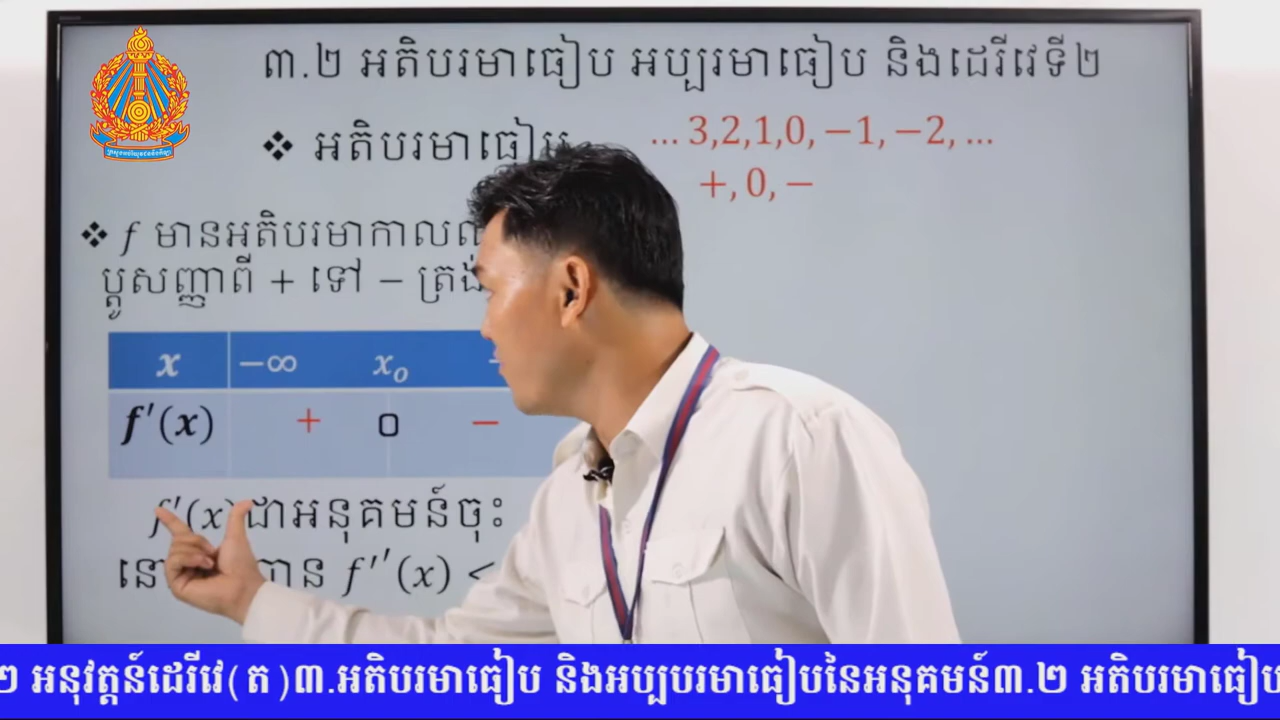 ៣.២ អតិបរមាធៀប អប្បរមាធៀប និងដេរីវេទី២
❖ អតិបរមាធៀប
... 3,2,1,0, −1, −2, ...
+, 0, −
❖ f មានអតិបរមាកាលណា
ប្តូរសញ្ញាពី + ទៅ − ត្រង់
x −∞ x₀
f′(x) + 0 −
f′(x) ជាអនុគមន៍ចុះ
បាន f′′(x) <
២ អនុវត្តន៍ដេរីវេ(ត)៣.អតិបរមាធៀប និងអប្បបរមាធៀបនៃអនុគមន៍៣.២ អតិបរមាធៀប